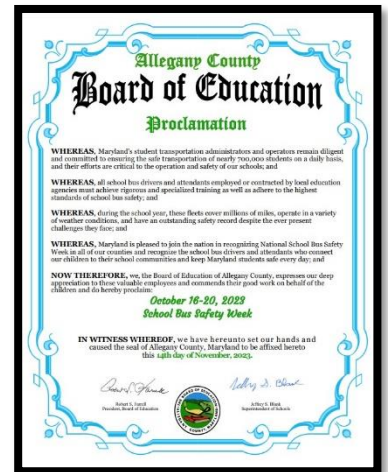 Allegany County
Board of Education
Proclamation
WHEREAS, Maryland's student transportation administrators and operators remain diligent
and committed to ensuring the safe transportation of nearly 700,000 students on a daily basis,
and their efforts are critical to the operation and safety of our schools; and
WHEREAS, all school bus drivers and attendants employed or contracted by local education
agencies must achieve rigorous and specialized training as well as adhere to the highest
standards of school bus safety; and
WHEREAS, during the school year, these fleets cover millions of miles, operate in a variety
of weather conditions, and have an outstanding safety record despite the ever present
challenges they face; and
WHEREAS, Maryland is pleased to join the nation in recognizing National School Bus Safety
Week in all of our counties and recognize the school bus drivers and attendants who connect
our children to their school communities and keep Maryland students safe every day; and
NOW THEREFORE, we, the Board of Education of Allegany County, expresses our deep
appreciation to these valuable employees and commends their good work on behalf of the
children and do hereby proclaim:
October 16-20, 2023
School Bus Safety Week
IN WITNESS WHEREOF, we have hereunto set our hands and
caused the seal of Allegany County, Maryland to be affixed hereto
this 14th day of November, 2023.
Robert S. Farrell
President, Board of Education
Jeffrey S. Blank
Superintendent of Schools